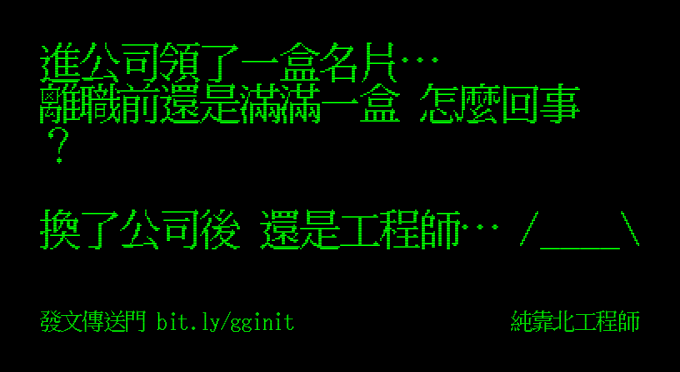 進公司領了一盒名片…
離職前還是滿滿一盒 怎麼回事
？
換了公司後 還是工程師… /____\
發文傳送門 bit.ly/gginit
純靠北工程師